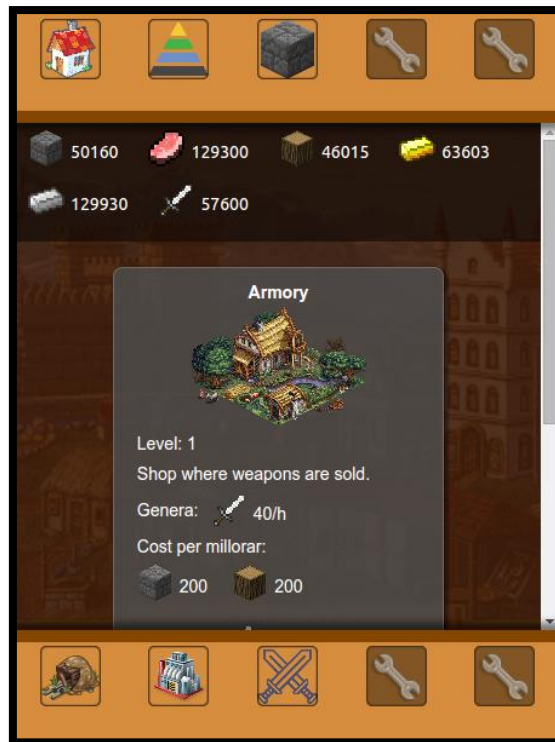 50160 129300 46015 63603
129930 57600
Armory
Level: 1
Shop where weapons are sold.
Genera: 40/h
Cost per millorar:
200 200